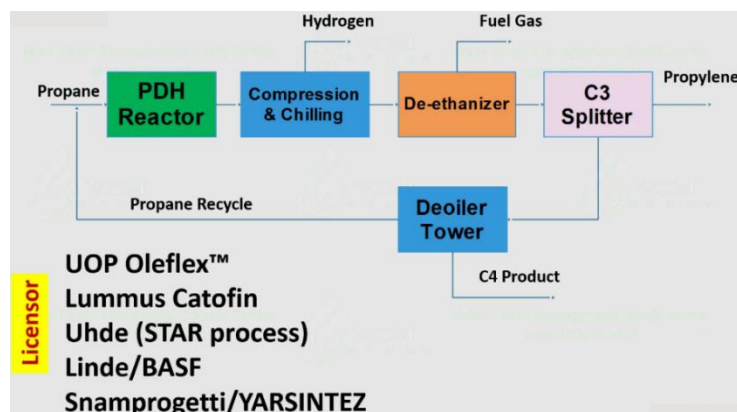 Hydrogen
Fuel Gas
Propane
PDH
Reactor
Compression
& Chilling
De-ethanizer
C3
Splitter
Propylene
Propane Recycle
Deoiler
Tower
C4 Product
Licensor
UOP Oleflex™
Lummus Catofin
Uhde (STAR process)
Linde/BASF
Snamprogetti/YARSINTEZ